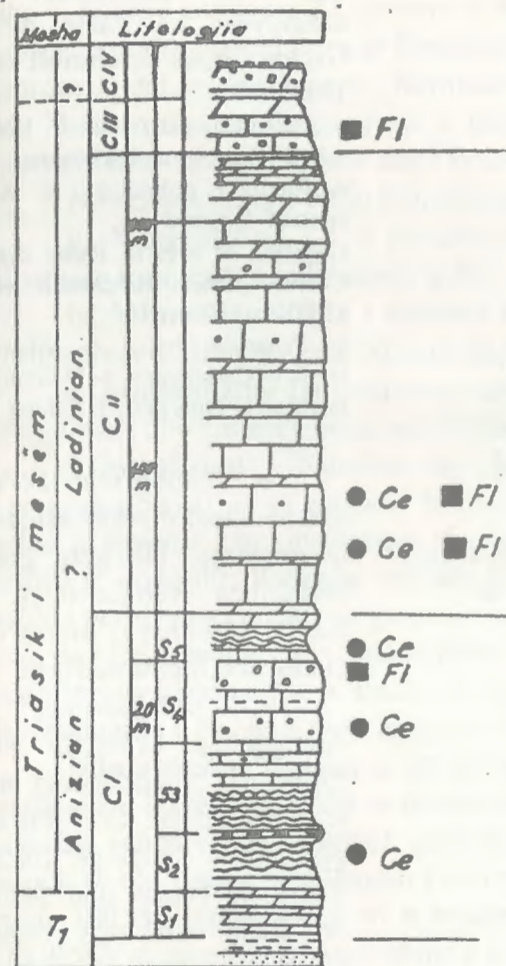 Mosha Litologjia
CIV
?
CIII
■ Fl
m
Triasik i mesëm
? Ladinian
CII
m
● Ce ■ Fl
● Ce ■ Fl
S5
● Ce
■ Fl
20 m
S4
● Ce
Anizian
CI
S3
S2
● Ce
T1
S1